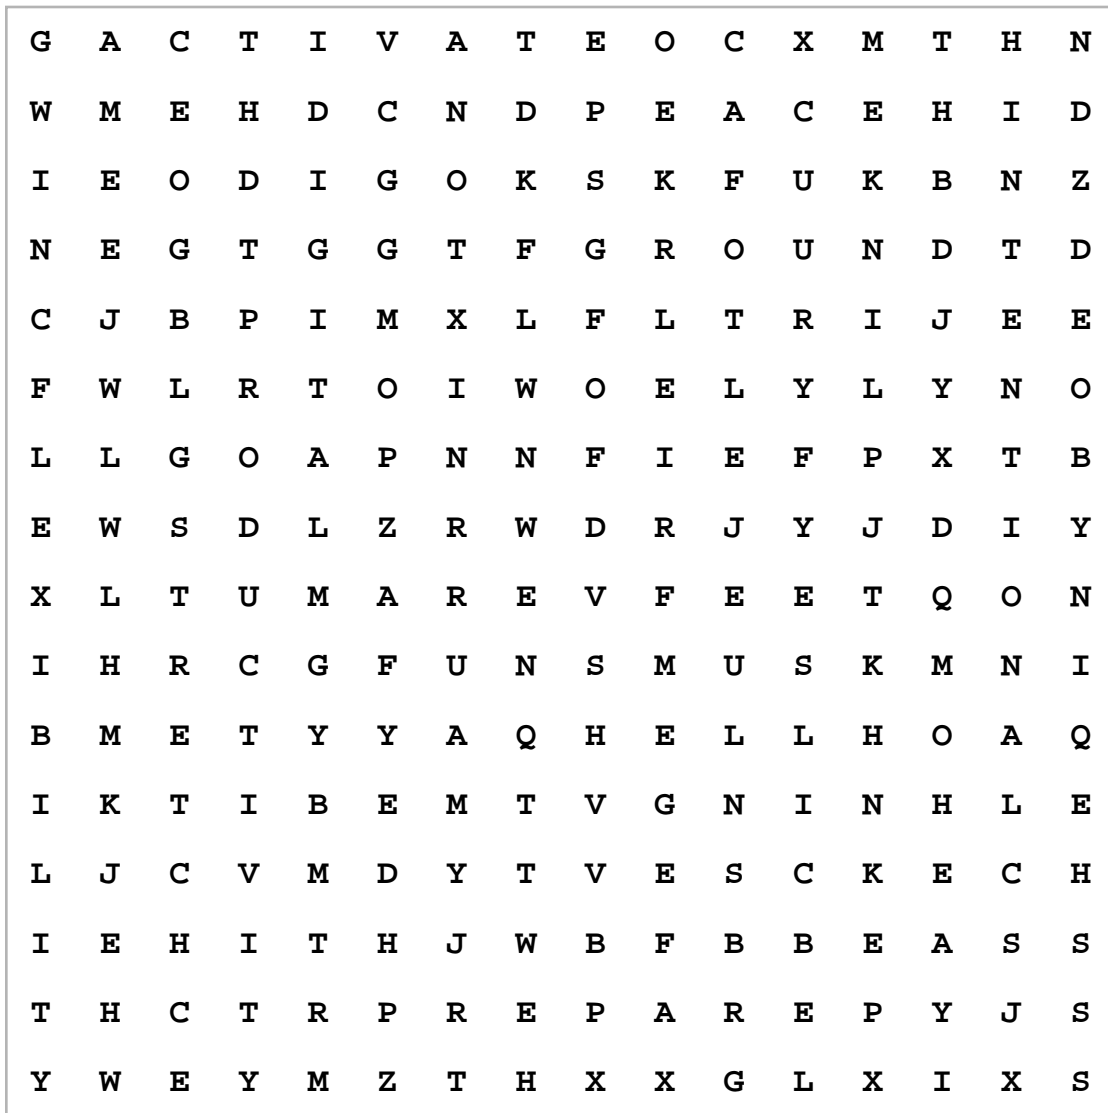 G A C T I V A T E O C X M T H N
W M E H D C N D P E A C E H I D
I E O D I G O K S K F U K B N Z
N E G T G G T F G R O U N D T D
C J B P I M X L F L T R I J E E
F W L R T O I W O E L Y L Y N O
L L G O A P N N F I E F P X T B
E W S D L Z R W D R J Y J D I Y
X L T U M A R E V F E E T Q O N
I H R C G F U N S M U S K M N I
B M E T Y Y A Q H E L L H O A Q
I K T I B E M T V G N I N H L E
L J C V M D Y T V E S C K E C H
I E H I T H J W B F B B E A S S
T H C T R P R E P A R E P Y J S
Y W E Y M Z T H X X G L X I X S